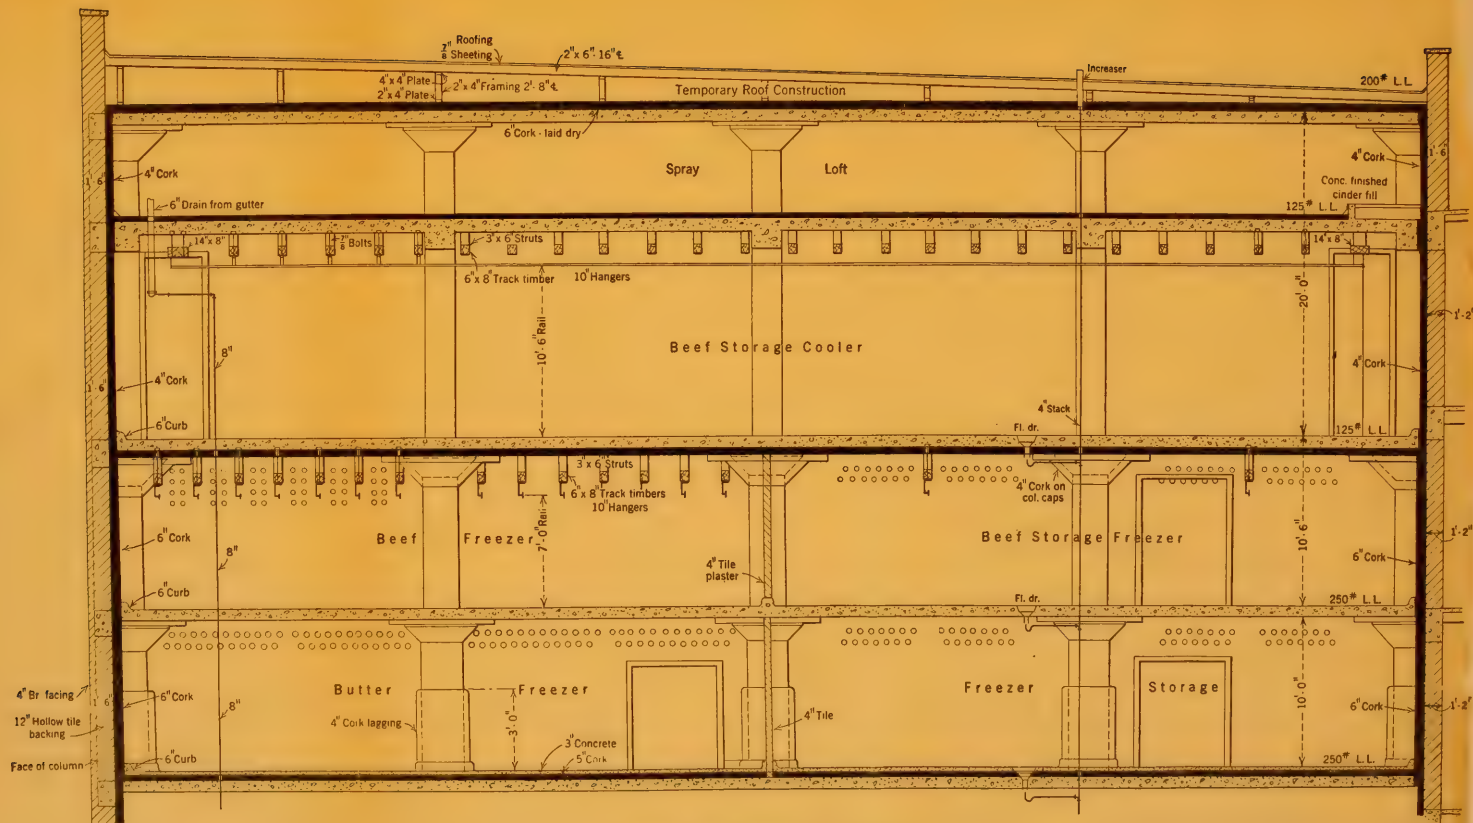 Roofing
7/8" Sheeting
2" x 6"- 16" ℄
Increaser
4" x 4" Plate
2" x 4" Framing 2'- 8" ℄
2" x 4" Plate
Temporary Roof Construction
200# L.L.
6" Cork - laid dry
1'-6"
4" Cork
Spray Loft
4" Cork
1'-6"
Conc. finished
cinder fill
6" Drain from gutter
125# L.L.
14" x 8"
7/8" Bolts
3" x 6" Struts
14" x 8"
6" x 8" Track timber
10" Hangers
20'-0"
10'-6" Rail
1'-2"
Beef Storage Cooler
8"
1'-6"
4" Cork
4" Cork
4" Stack
6" Curb
Fl. dr.
125# L.L.
3" x 6" Struts
6" x 8" Track timbers
10" Hangers
4" Cork on
col. caps
7'-0" Rail
6" Cork
Beef Freezer
Beef Storage Freezer
10'-6"
1'-2"
8"
4" Tile
plaster
6" Cork
6" Curb
Fl. dr.
250# L.L.
4" Br facing
6"
6" Cork
Butter Freezer
Freezer Storage
10'-0"
1'-2"
12" Hollow tile
backing
8"
4" Cork lagging
3'-0"
4" Tile
6" Cork
3" Concrete
5" Cork
Face of column
6" Curb
250# L.L.